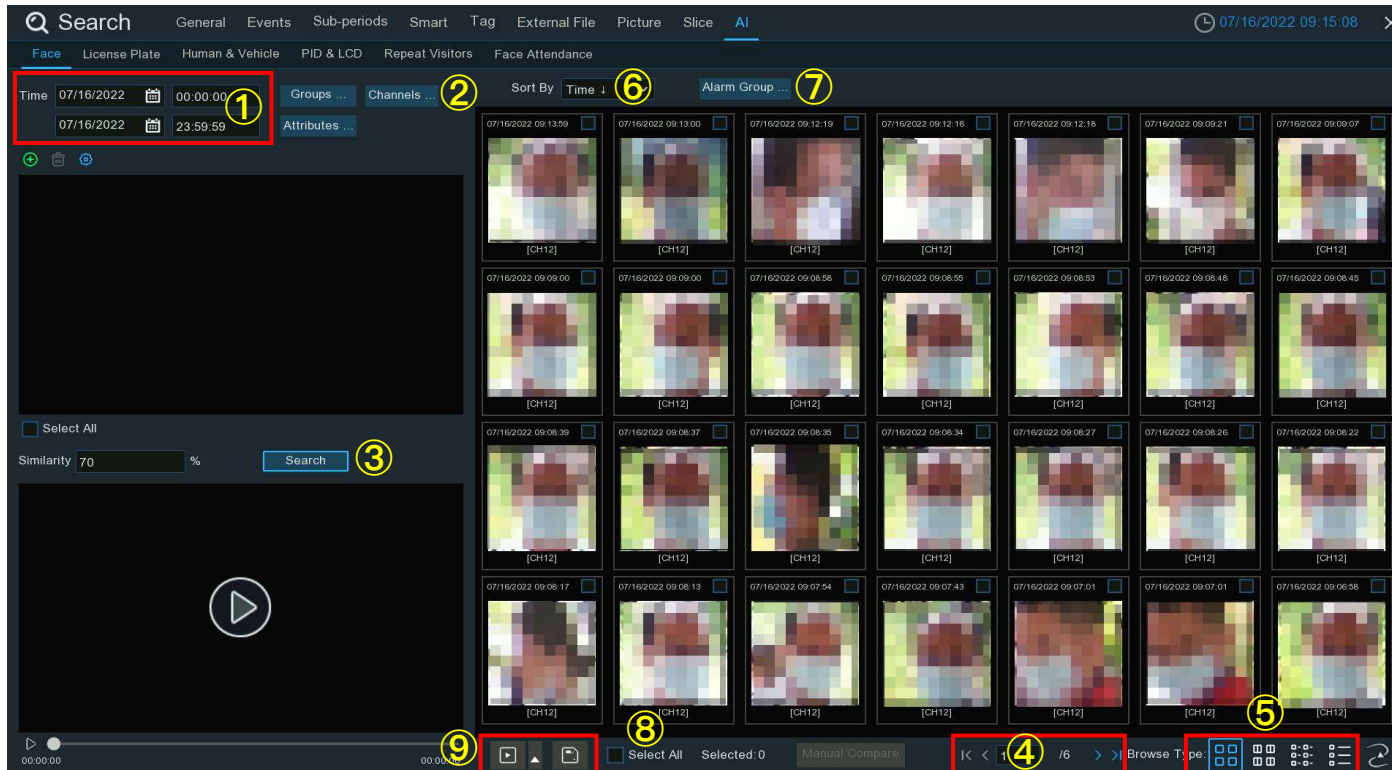 Search General Events Sub-periods Smart Tag External File Picture Slice AI 07/16/2022 09:15:08
Face License Plate Human & Vehicle PID & LCD Repeat Visitors Face Attendance
Time 07/16/2022 00:00:00 ① Groups ... Channels ... ② Sort By Time ↓ ⑥ Alarm Group ... ⑦
07/16/2022 23:59:59 Attributes ...
07/16/2022 09:13:59 07/16/2022 09:13:00 07/16/2022 09:12:19 07/16/2022 09:12:18 07/16/2022 09:12:18 07/16/2022 09:09:21 07/16/2022 09:09:07
[CH12] [CH12] [CH12] [CH12] [CH12] [CH12] [CH12]
07/16/2022 09:09:00 07/16/2022 09:09:00 07/16/2022 09:08:58 07/16/2022 09:08:55 07/16/2022 09:08:53 07/16/2022 09:08:48 07/16/2022 09:08:45
[CH12] [CH12] [CH12] [CH12] [CH12] [CH12] [CH12]
Select All
07/16/2022 09:08:39 07/16/2022 09:08:37 07/16/2022 09:08:35 07/16/2022 09:08:34 07/16/2022 09:08:27 07/16/2022 09:08:26 07/16/2022 09:08:22
Similarity 70 % Search ③
[CH12] [CH12] [CH12] [CH12] [CH12] [CH12] [CH12]
07/16/2022 09:08:17 07/16/2022 09:08:13 07/16/2022 09:07:54 07/16/2022 09:07:43 07/16/2022 09:07:01 07/16/2022 09:07:01 07/16/2022 09:06:58
[CH12] [CH12] [CH12] [CH12] [CH12] [CH12] [CH12]
⑨ ⑧ ④ ⑤
Select All Selected: 0 Manual Compare 1 /6 Browse Type:
00:00:00 00:00:00